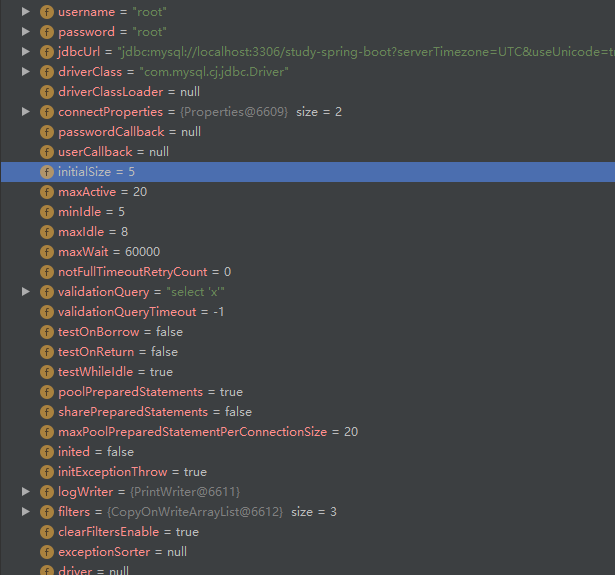 f username = "root"
f password = "root"
f jdbcUrl = "jdbc:mysql://localhost:3306/study-spring-boot?serverTimezone=UTC&useUnicode=tr
f driverClass = "com.mysql.cj.jdbc.Driver"
f driverClassLoader = null
f connectProperties = {Properties@6609} size = 2
f passwordCallback = null
f userCallback = null
f initialSize = 5
f maxActive = 20
f minIdle = 5
f maxIdle = 8
f maxWait = 60000
f notFullTimeoutRetryCount = 0
f validationQuery = "select 'x'"
f validationQueryTimeout = -1
f testOnBorrow = false
f testOnReturn = false
f testWhileIdle = true
f poolPreparedStatements = true
f sharePreparedStatements = false
f maxPoolPreparedStatementPerConnectionSize = 20
f inited = false
f initExceptionThrow = true
f logWriter = {PrintWriter@6611}
f filters = {CopyOnWriteArrayList@6612} size = 3
f clearFiltersEnable = true
f exceptionSorter = null
f driver = null